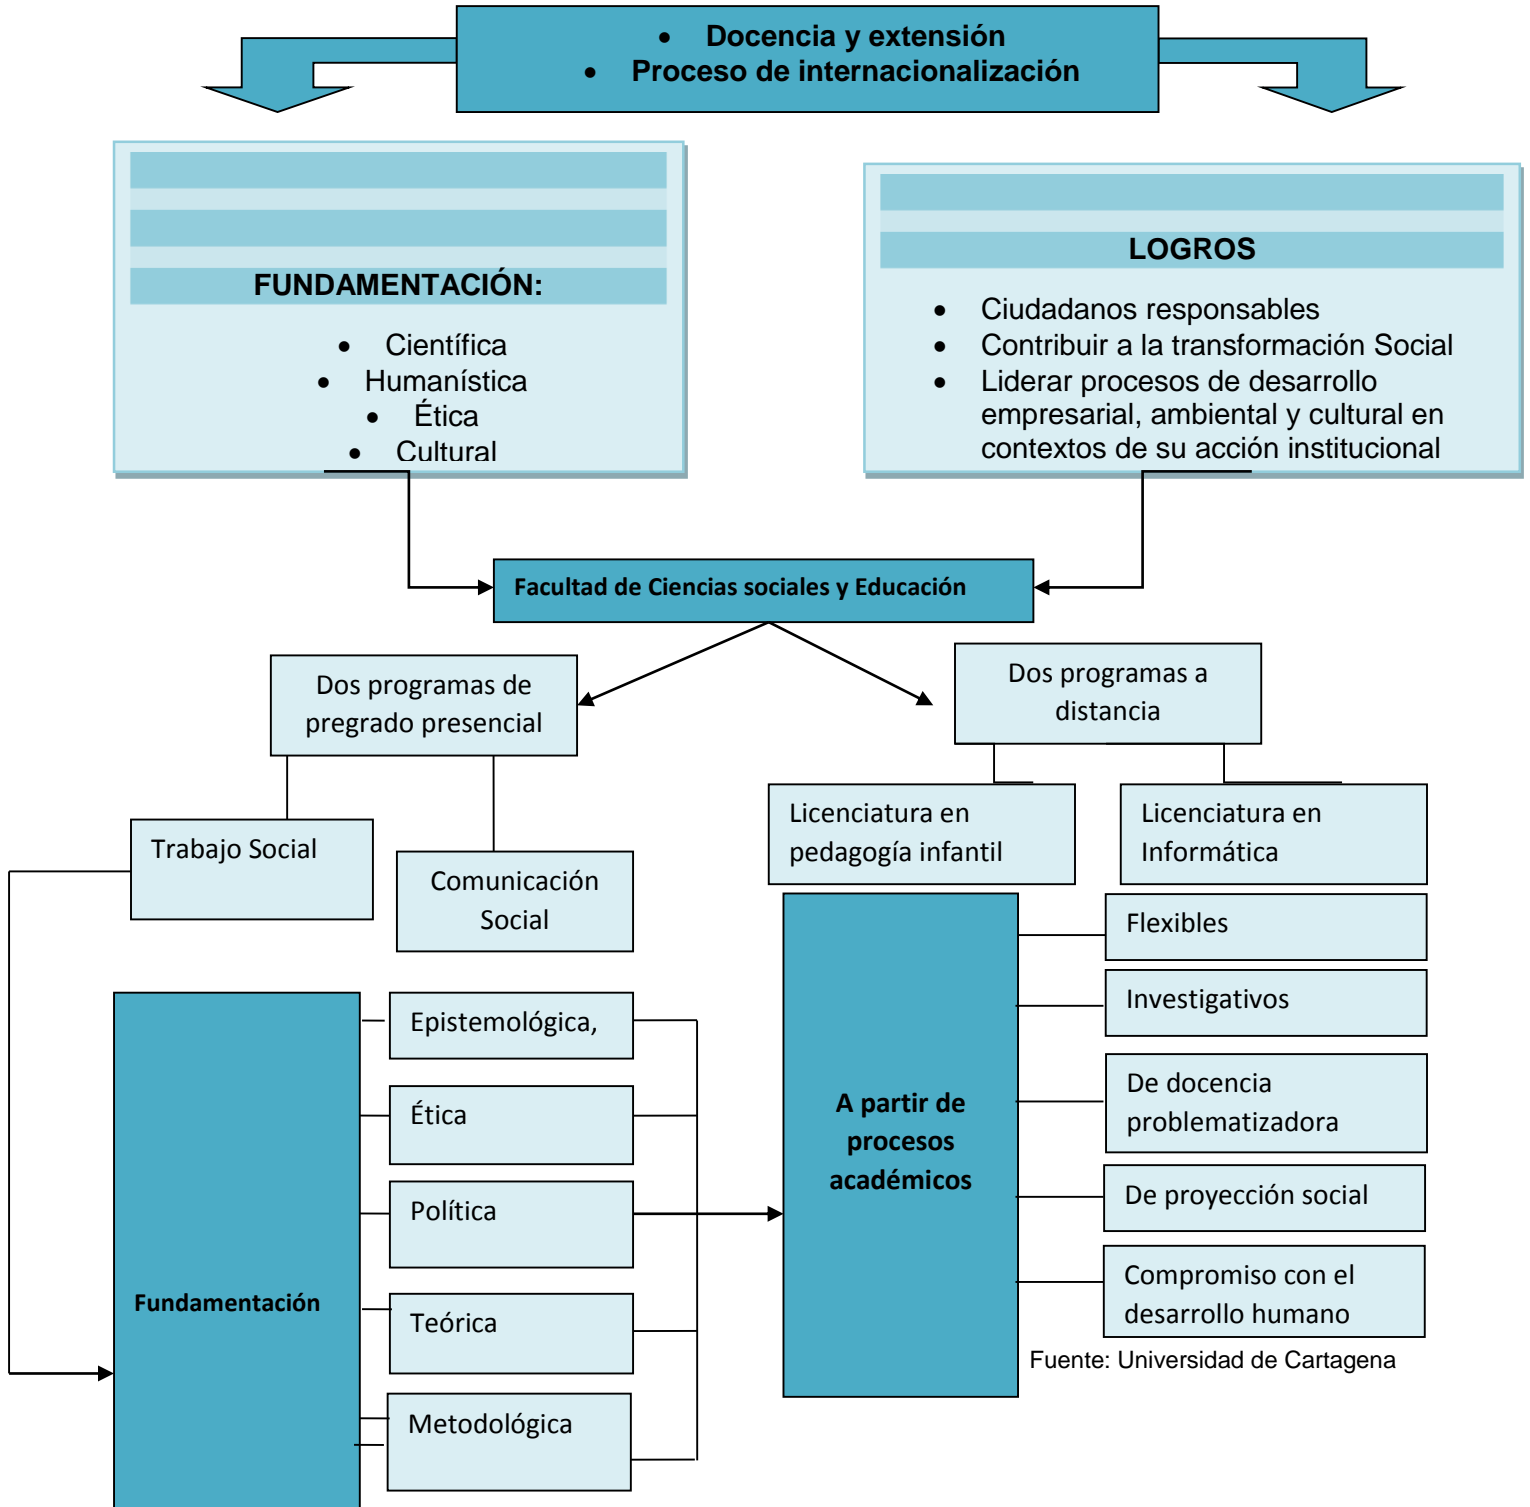 • Docencia y extensión
• Proceso de internacionalización
FUNDAMENTACIÓN:
• Científica
• Humanística
• Ética
• Cultural
LOGROS
• Ciudadanos responsables
• Contribuir a la transformación Social
• Liderar procesos de desarrollo
empresarial, ambiental y cultural en
contextos de su acción institucional
Facultad de Ciencias sociales y Educación
Dos programas de
pregrado presencial
Dos programas a
distancia
Trabajo Social
Comunicación
Social
Licenciatura en
pedagogía infantil
Licenciatura en
Informática
Fundamentación
Epistemológica,
Ética
Política
Teórica
Metodológica
A partir de
procesos
académicos
Flexibles
Investigativos
De docencia
problematizadora
De proyección social
Compromiso con el
desarrollo humano
Fuente: Universidad de Cartagena